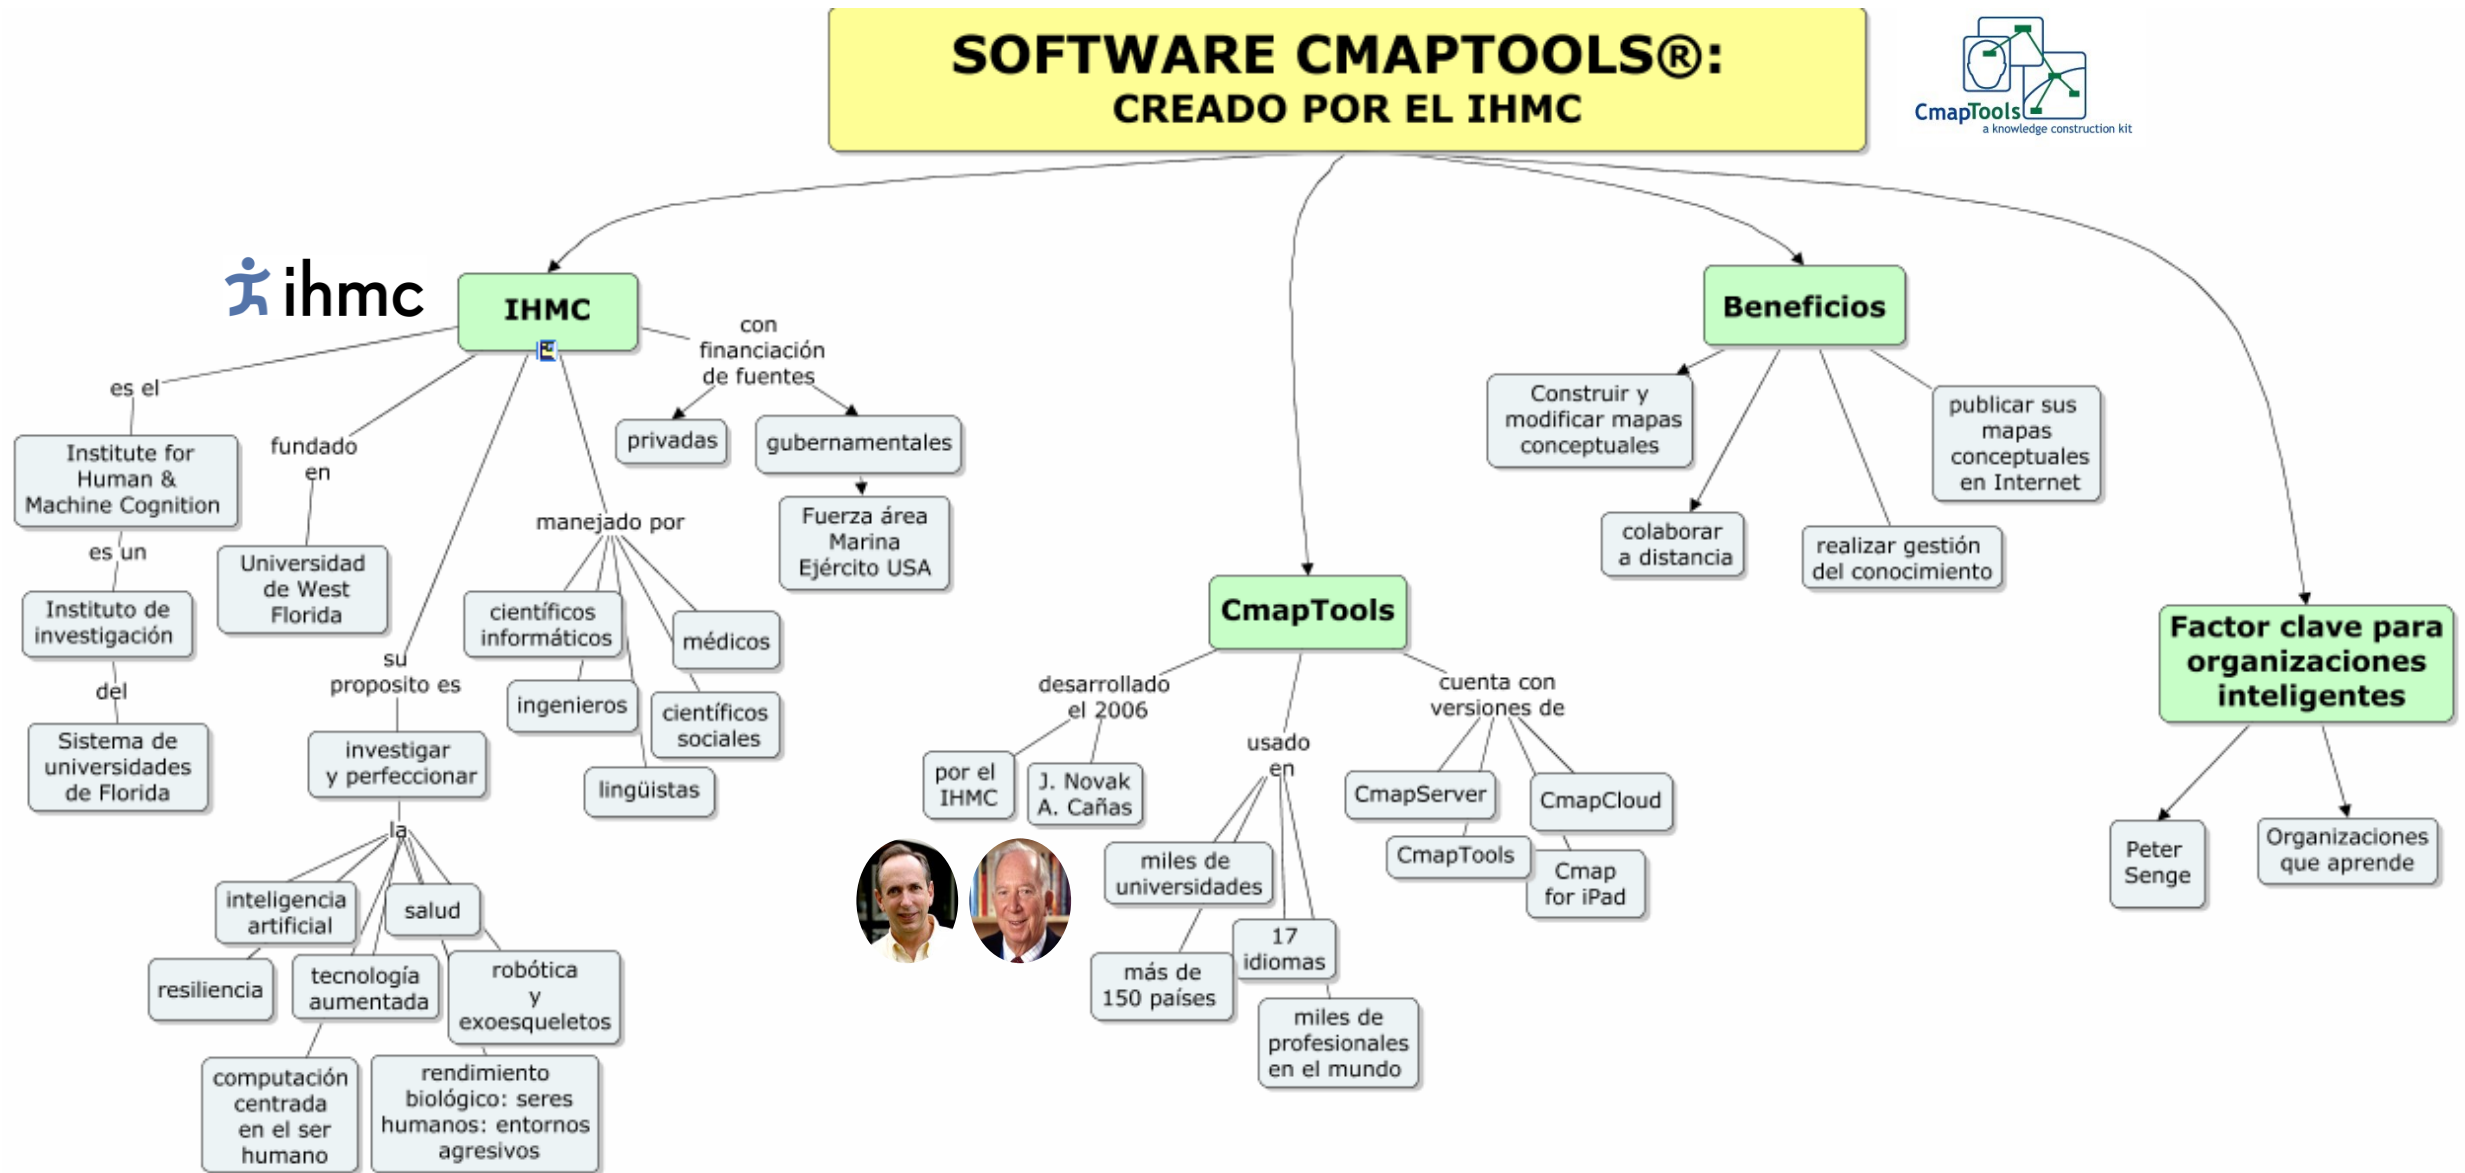 SOFTWARE CMAPTOOLS®:
CREADO POR EL IHMC
CmapTools
a knowledge construction kit
ihmc
IHMC
es el
Institute for
Human &
Machine Cognition
es un
Instituto de
investigación
del
Sistema de
universidades
de Florida
fundado
en
Universidad
de West
Florida
su
proposito es
investigar
y perfeccionar
la
inteligencia
artificial
resiliencia
tecnología
aumentada
salud
robótica
y
exoesqueletos
computación
centrada
en el ser
humano
rendimiento
biológico: seres
humanos: entornos
agresivos
manejado por
científicos
informáticos
ingenieros
lingüistas
médicos
científicos
sociales
con
financiación
de fuentes
privadas
gubernamentales
Fuerza área
Marina
Ejército USA
CmapTools
desarrollado
el 2006
por el
IHMC
J. Novak
A. Cañas
usado
en
miles de
universidades
más de
150 países
17
idiomas
miles de
profesionales
en el mundo
cuenta con
versiones de
CmapServer
CmapTools
CmapCloud
Cmap
for iPad
Beneficios
Construir y
modificar mapas
conceptuales
colaborar
a distancia
realizar gestión
del conocimiento
publicar sus
mapas
conceptuales
en Internet
Factor clave para
organizaciones
inteligentes
Peter
Senge
Organizaciones
que aprende